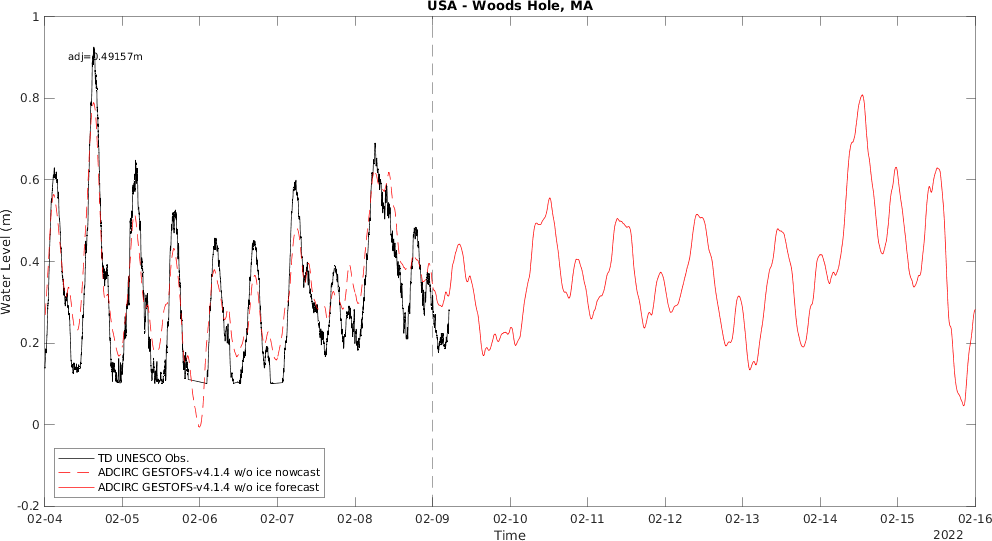 USA - Woods Hole, MA
1
adj=0.49157m
0.8
0.6
0.4
0.2
0
-0.2
Water Level (m)
TD UNESCO Obs.
ADCIRC GESTOFS-v4.1.4 w/o ice nowcast
ADCIRC GESTOFS-v4.1.4 w/o ice forecast
02-04 02-05 02-06 02-07 02-08 02-09 02-10 02-11 02-12 02-13 02-14 02-15 02-16
Time
2022